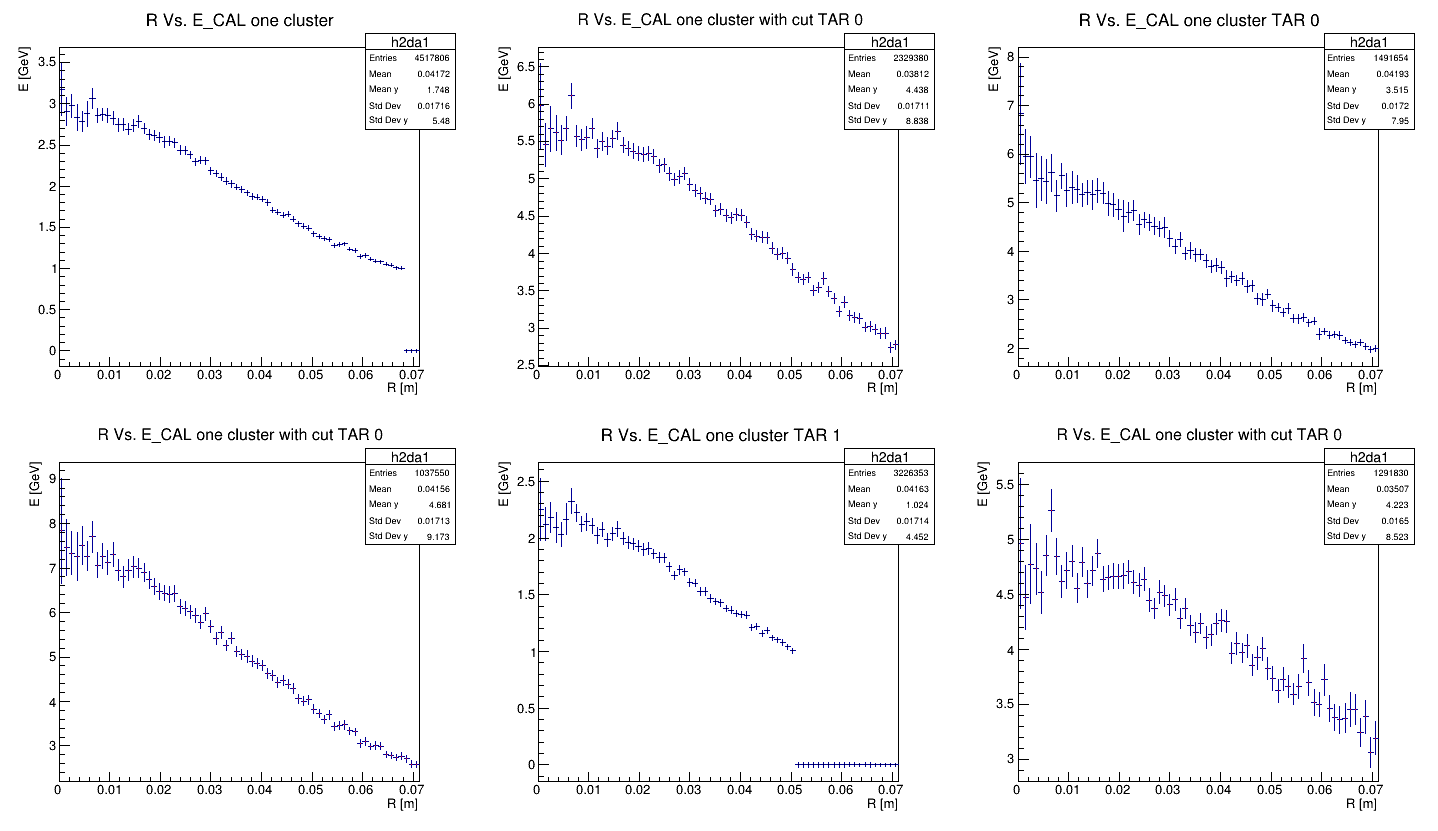 R Vs. E_CAL one cluster
h2da1
Entries 4517806
Mean 0.04172
Mean y 1.748
Std Dev 0.01716
Std Dev y 5.48
E [GeV]
3.5
3
2.5
2
1.5
1
0.5
0
0 0.01 0.02 0.03 0.04 0.05 0.06 0.07
R [m]
R Vs. E_CAL one cluster with cut TAR 0
h2da1
Entries 2329380
Mean 0.03812
Mean y 4.438
Std Dev 0.01711
Std Dev y 8.838
E [GeV]
6.5
6
5.5
5
4.5
4
3.5
3
2.5
0 0.01 0.02 0.03 0.04 0.05 0.06 0.07
R [m]
R Vs. E_CAL one cluster TAR 0
h2da1
Entries 1491654
Mean 0.04193
Mean y 3.515
Std Dev 0.0172
Std Dev y 7.95
E [GeV]
8
7
6
5
4
3
2
0 0.01 0.02 0.03 0.04 0.05 0.06 0.07
R [m]
R Vs. E_CAL one cluster with cut TAR 0
h2da1
Entries 1037550
Mean 0.04156
Mean y 4.681
Std Dev 0.01713
Std Dev y 9.173
E [GeV]
9
8
7
6
5
4
3
0 0.01 0.02 0.03 0.04 0.05 0.06 0.07
R [m]
R Vs. E_CAL one cluster TAR 1
h2da1
Entries 3226353
Mean 0.04163
Mean y 1.024
Std Dev 0.01714
Std Dev y 4.452
E [GeV]
2.5
2
1.5
1
0.5
0
0 0.01 0.02 0.03 0.04 0.05 0.06 0.07
R [m]
R Vs. E_CAL one cluster with cut TAR 0
h2da1
Entries 1291830
Mean 0.03507
Mean y 4.223
Std Dev 0.0165
Std Dev y 8.523
E [GeV]
5.5
5
4.5
4
3.5
3
0 0.01 0.02 0.03 0.04 0.05 0.06 0.07
R [m]